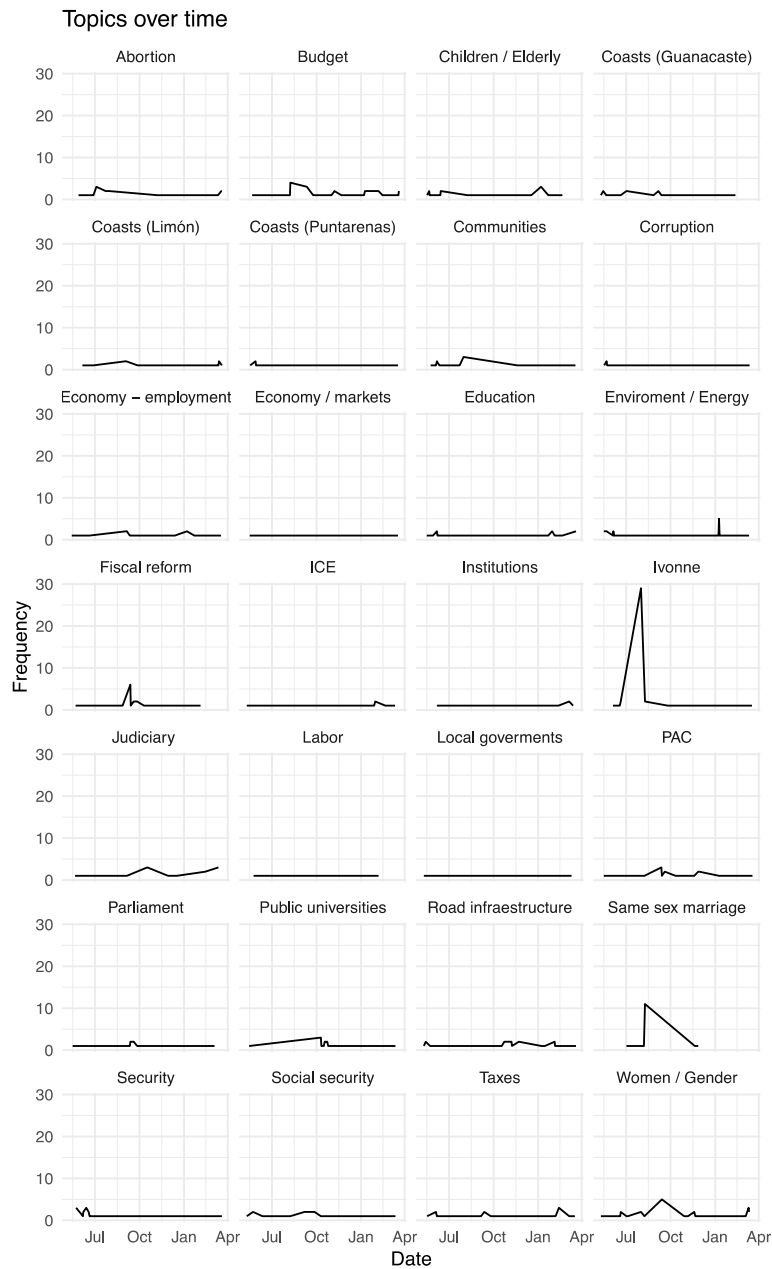 Topics over time
Abortion Budget Children / Elderly Coasts (Guanacaste)
30
20
10
0
Coasts (Limón) Coasts (Puntarenas) Communities Corruption
30
20
10
0
Economy – employment Economy / markets Education Enviroment / Energy
30
20
10
0
Fiscal reform ICE Institutions Ivonne
30
20
10
0
Frequency
Judiciary Labor Local goverments PAC
30
20
10
0
Parliament Public universities Road infraestructure Same sex marriage
30
20
10
0
Security Social security Taxes Women / Gender
30
20
10
0
Jul Oct Jan Apr Jul Oct Jan Apr Jul Oct Jan Apr Jul Oct Jan Apr
Date